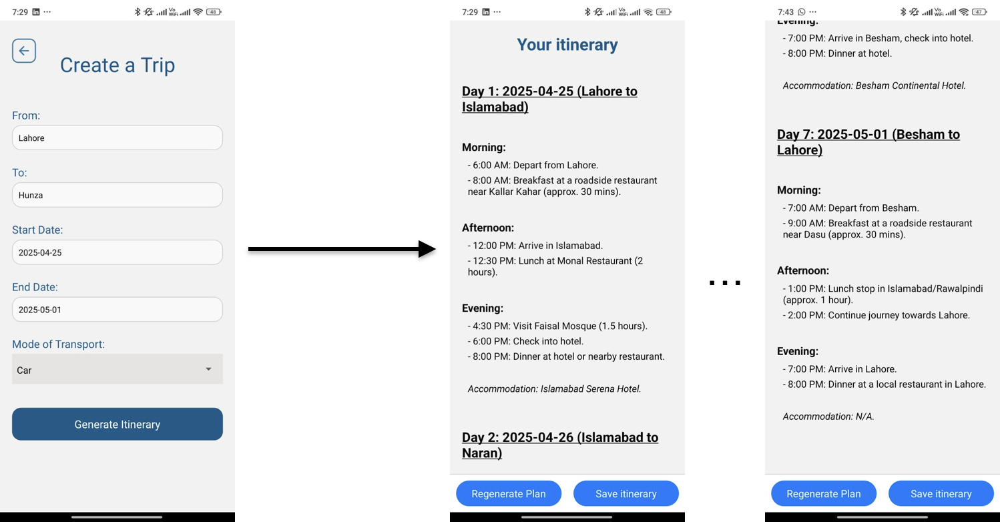 7:29
Vo
WiFi
48
Create a Trip
From:
Lahore
To:
Hunza
Start Date:
2025-04-25
End Date:
2025-05-01
Mode of Transport:
Car
Generate Itinerary
7:29
Vo
WiFi
48
Your itinerary
Day 1: 2025-04-25 (Lahore to
Islamabad)
Morning:
- 6:00 AM: Depart from Lahore.
- 8:00 AM: Breakfast at a roadside restaurant
near Kallar Kahar (approx. 30 mins).
Afternoon:
- 12:00 PM: Arrive in Islamabad.
- 12:30 PM: Lunch at Monal Restaurant (2
hours).
Evening:
- 4:30 PM: Visit Faisal Mosque (1.5 hours).
- 6:00 PM: Check into hotel.
- 8:00 PM: Dinner at hotel or nearby restaurant.
Accommodation: Islamabad Serena Hotel.
Day 2: 2025-04-26 (Islamabad to
Naran)
Regenerate Plan
Save itinerary
...
7:43
Vo
WiFi
47
Evening:
- 7:00 PM: Arrive in Besham, check into hotel.
- 8:00 PM: Dinner at hotel.
Accommodation: Besham Continental Hotel.
Day 7: 2025-05-01 (Besham to
Lahore)
Morning:
- 7:00 AM: Depart from Besham.
- 9:00 AM: Breakfast at a roadside restaurant
near Dasu (approx. 30 mins).
Afternoon:
- 1:00 PM: Lunch stop in Islamabad/Rawalpindi
(approx. 1 hour).
- 2:00 PM: Continue journey towards Lahore.
Evening:
- 7:00 PM: Arrive in Lahore.
- 8:00 PM: Dinner at a local restaurant in Lahore.
Accommodation: N/A.
Regenerate Plan
Save itinerary